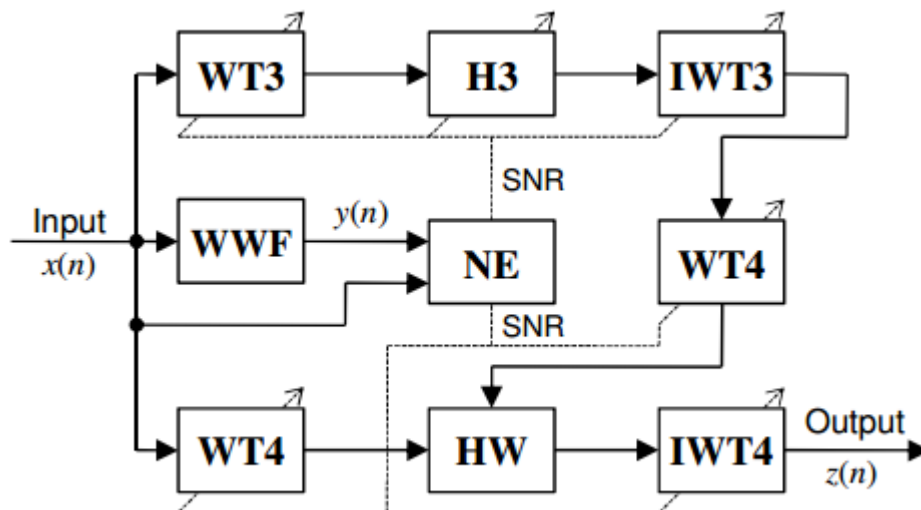 WT3 H3 IWT3
SNR
Input y(n)
WWF NE WT4
x(n)
SNR
WT4 HW IWT4 Output
z(n)